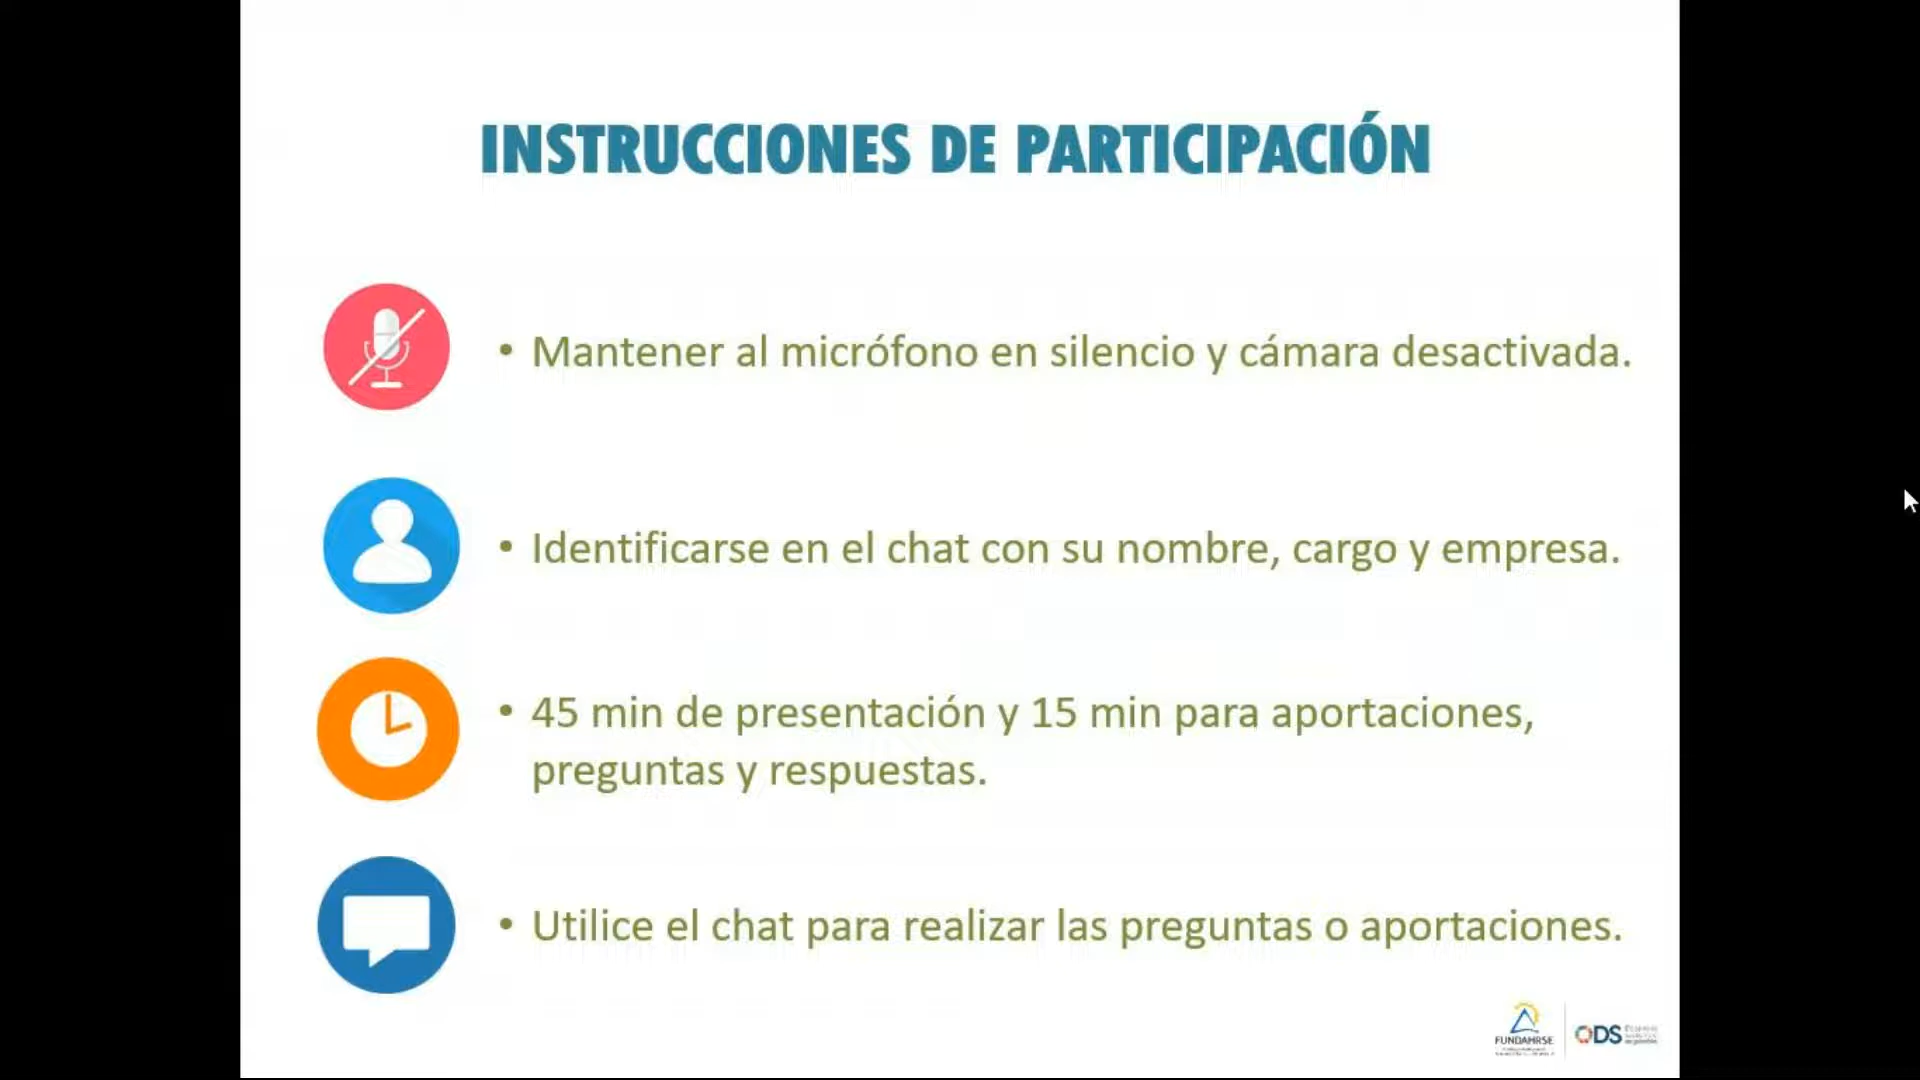 INSTRUCCIONES DE PARTICIPACIÓN
• Mantener al micrófono en silencio y cámara desactivada.
• Identificarse en el chat con su nombre, cargo y empresa.
• 45 min de presentación y 15 min para aportaciones,
preguntas y respuestas.
• Utilice el chat para realizar las preguntas o aportaciones.
FUNDAHRSE
ODS